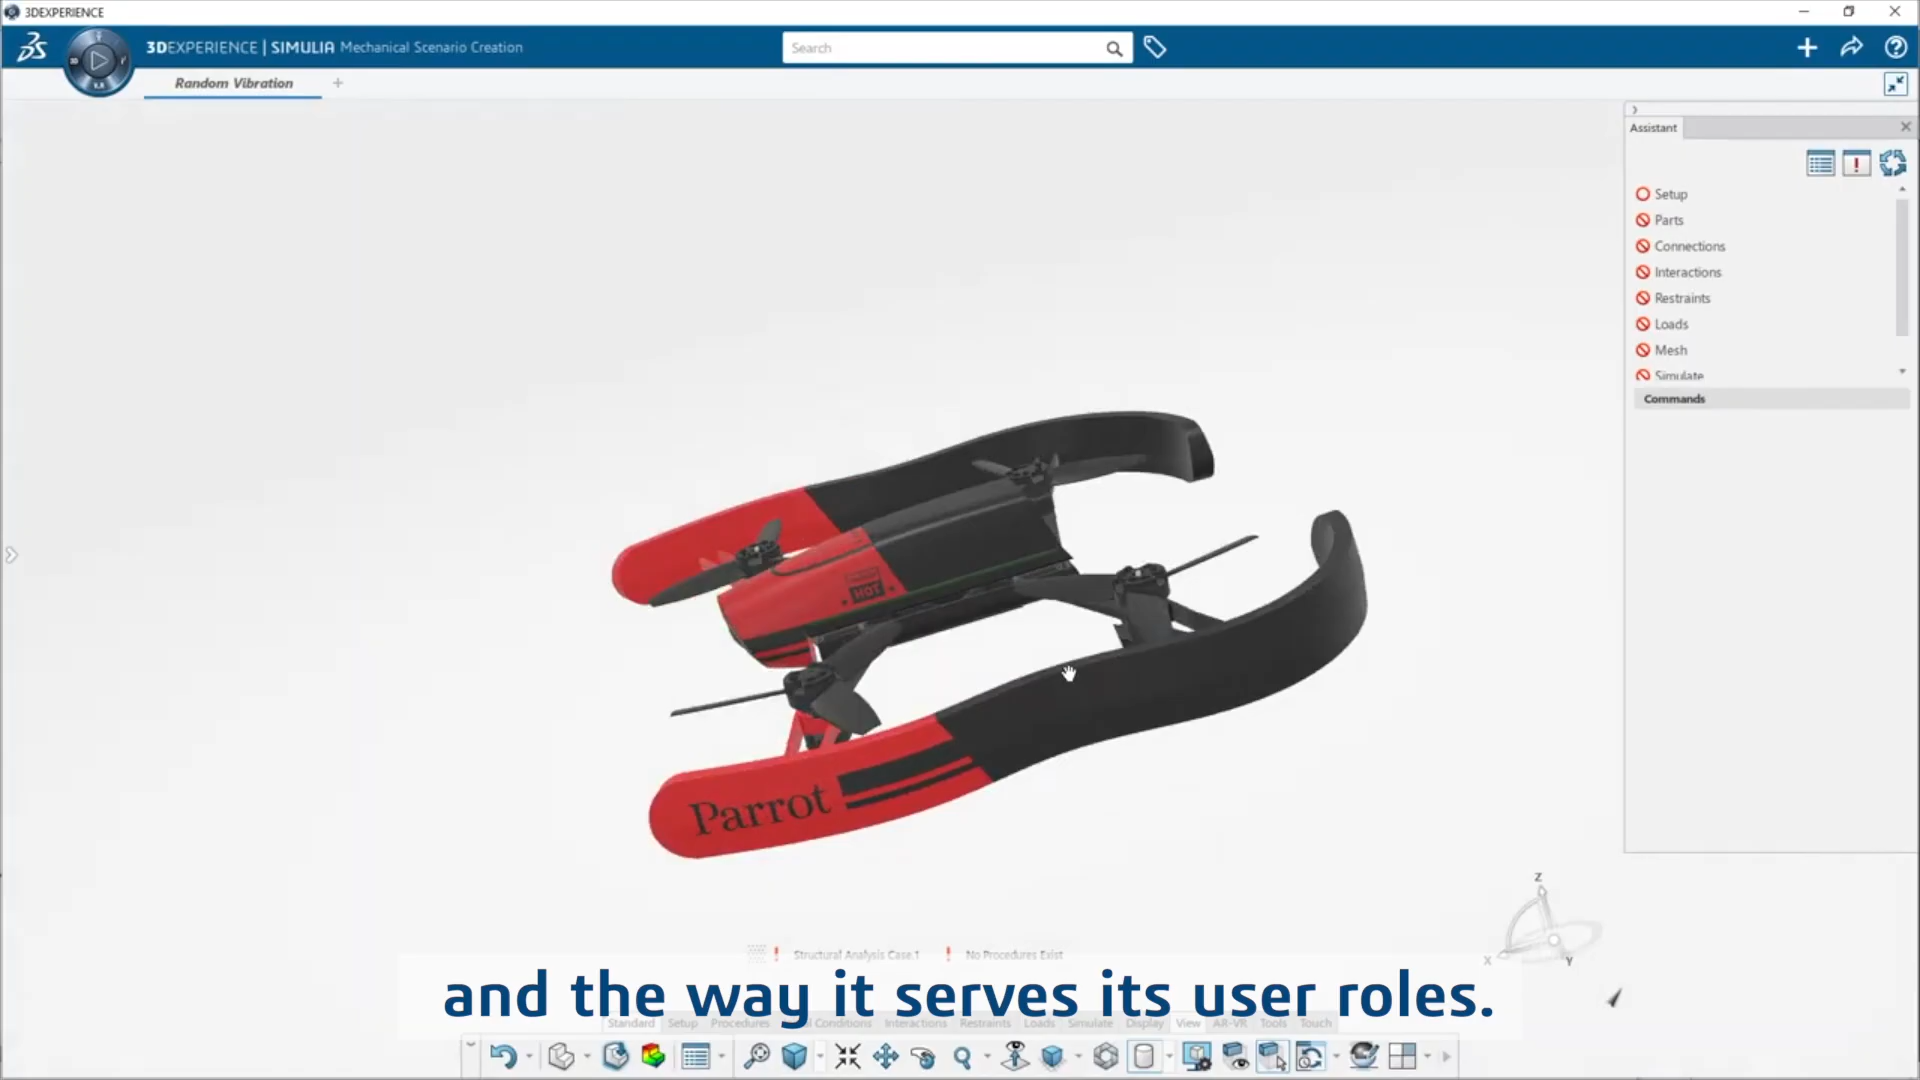 3DEXPERIENCE
3DEXPERIENCE | SIMULIA Mechanical Scenario Creation
Search
Random Vibration
Assistant
Setup
Parts
Connections
Interactions
Restraints
Loads
Mesh
Simulate
Commands
HOT
Parrot
Z
X
Y
Structural Analysis Case.1
No Procedures Exist
and the way it serves its user roles.
Standard Setup Procedures Conditions Interactions Restraints Loads Simulate Display View AR-VR Tools Touch